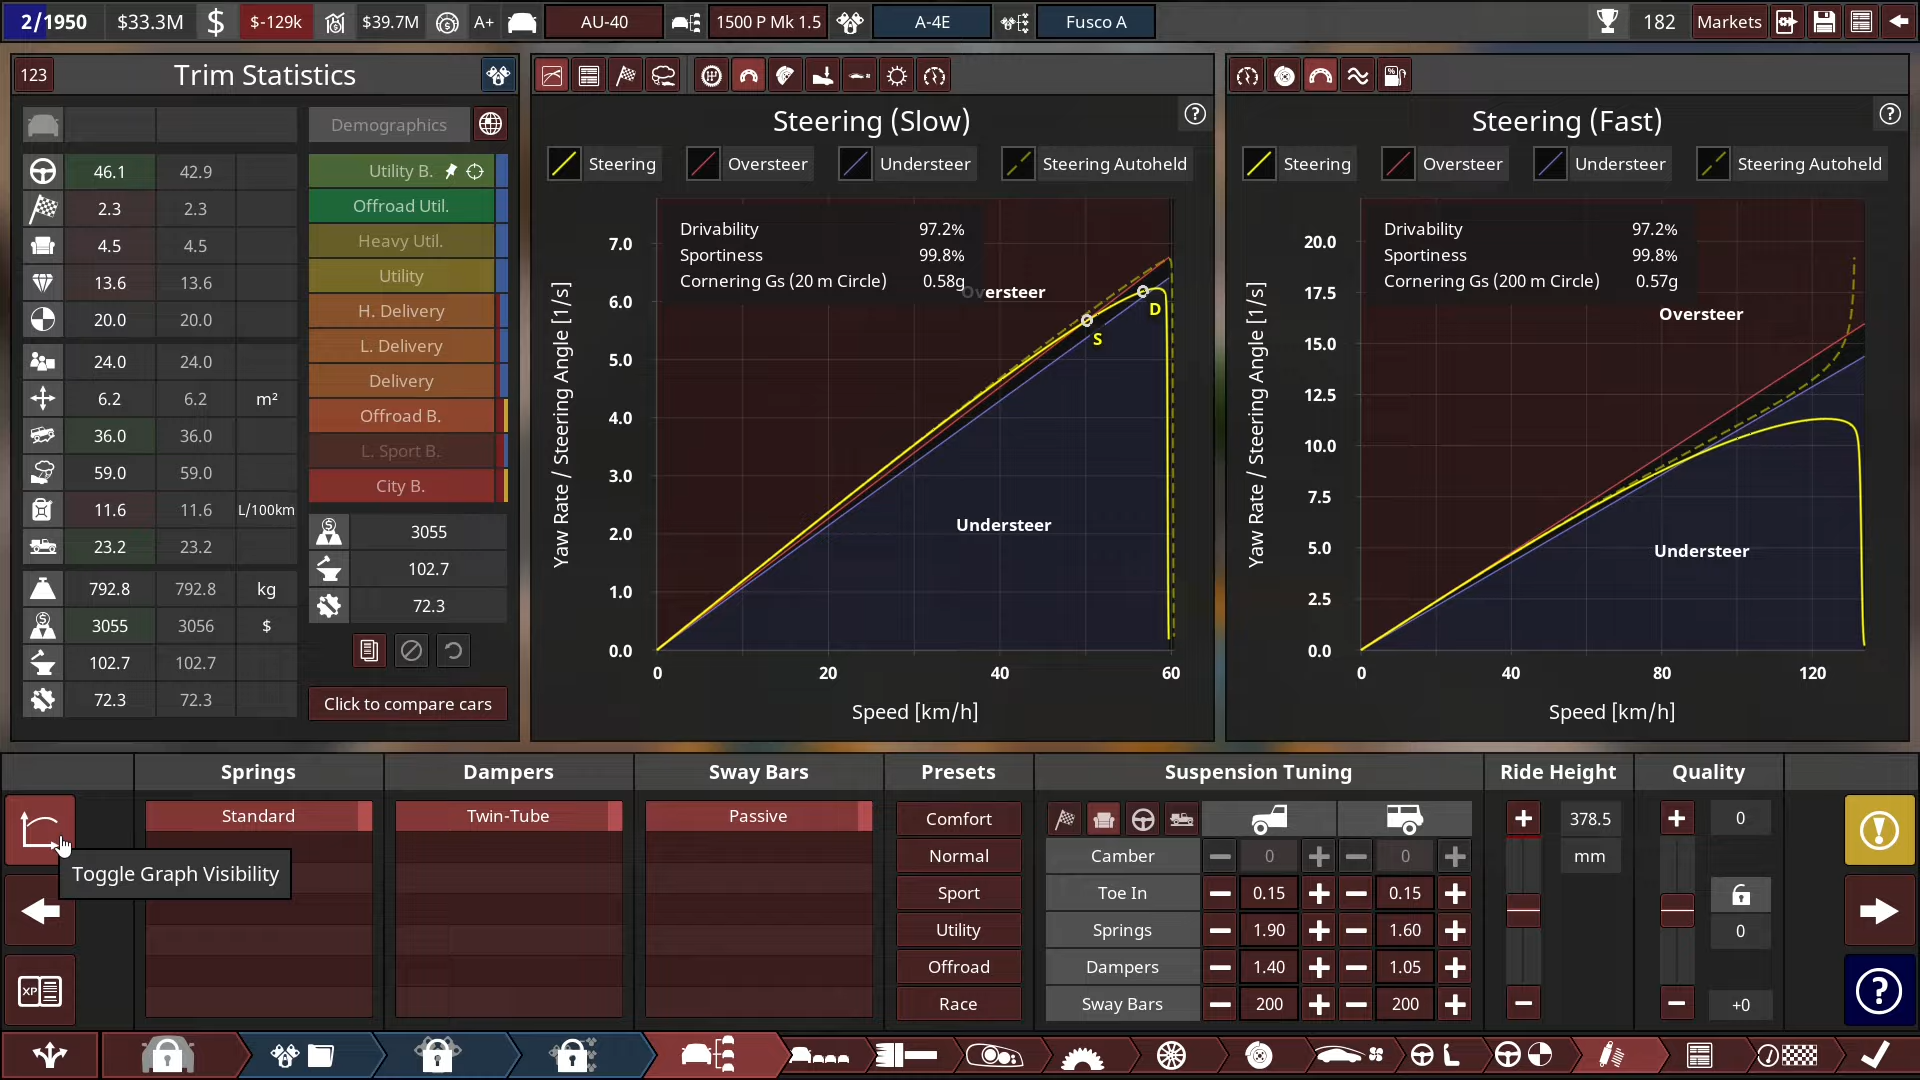 2/1950 $33.3M $-129k $39.7M A+ AU-40 1500 P Mk 1.5 A-4E Fusco A 182 Markets
123 Trim Statistics
Demographics
46.1 42.9
2.3 2.3
4.5 4.5
13.6 13.6
20.0 20.0
24.0 24.0
6.2 6.2 m²
36.0 36.0
59.0 59.0
11.6 11.6 L/100km
23.2 23.2
792.8 792.8 kg
3055 3056 $
102.7 102.7
72.3 72.3
Utility B.
Offroad Util.
Heavy Util.
Utility
H. Delivery
L. Delivery
Delivery
Offroad B.
L. Sport B.
City B.
3055
102.7
72.3
Click to compare cars
Steering (Slow)
?
Steering Oversteer Understeer Steering Autoheld
Drivability 97.2%
Sportiness 99.8%
Cornering Gs (20 m Circle) 0.58g
Oversteer
D
S
Understeer
Yaw Rate / Steering Angle [1/s]
7.0
6.0
5.0
4.0
3.0
2.0
1.0
0.0
0 20 40 60
Speed [km/h]
Steering (Fast)
?
Steering Oversteer Understeer Steering Autoheld
Drivability 97.2%
Sportiness 99.8%
Cornering Gs (200 m Circle) 0.57g
Oversteer
Understeer
Yaw Rate / Steering Angle [1/s]
20.0
17.5
15.0
12.5
10.0
7.5
5.0
2.5
0.0
0 40 80 120
Speed [km/h]
Toggle Graph Visibility
XP
Springs
Standard
Dampers
Twin-Tube
Sway Bars
Passive
Presets
Comfort
Normal
Sport
Utility
Offroad
Race
Suspension Tuning
Camber 0 0
Toe In 0.15 0.15
Springs 1.90 1.60
Dampers 1.40 1.05
Sway Bars 200 200
Ride Height
378.5
mm
Quality
0
0
+0
?